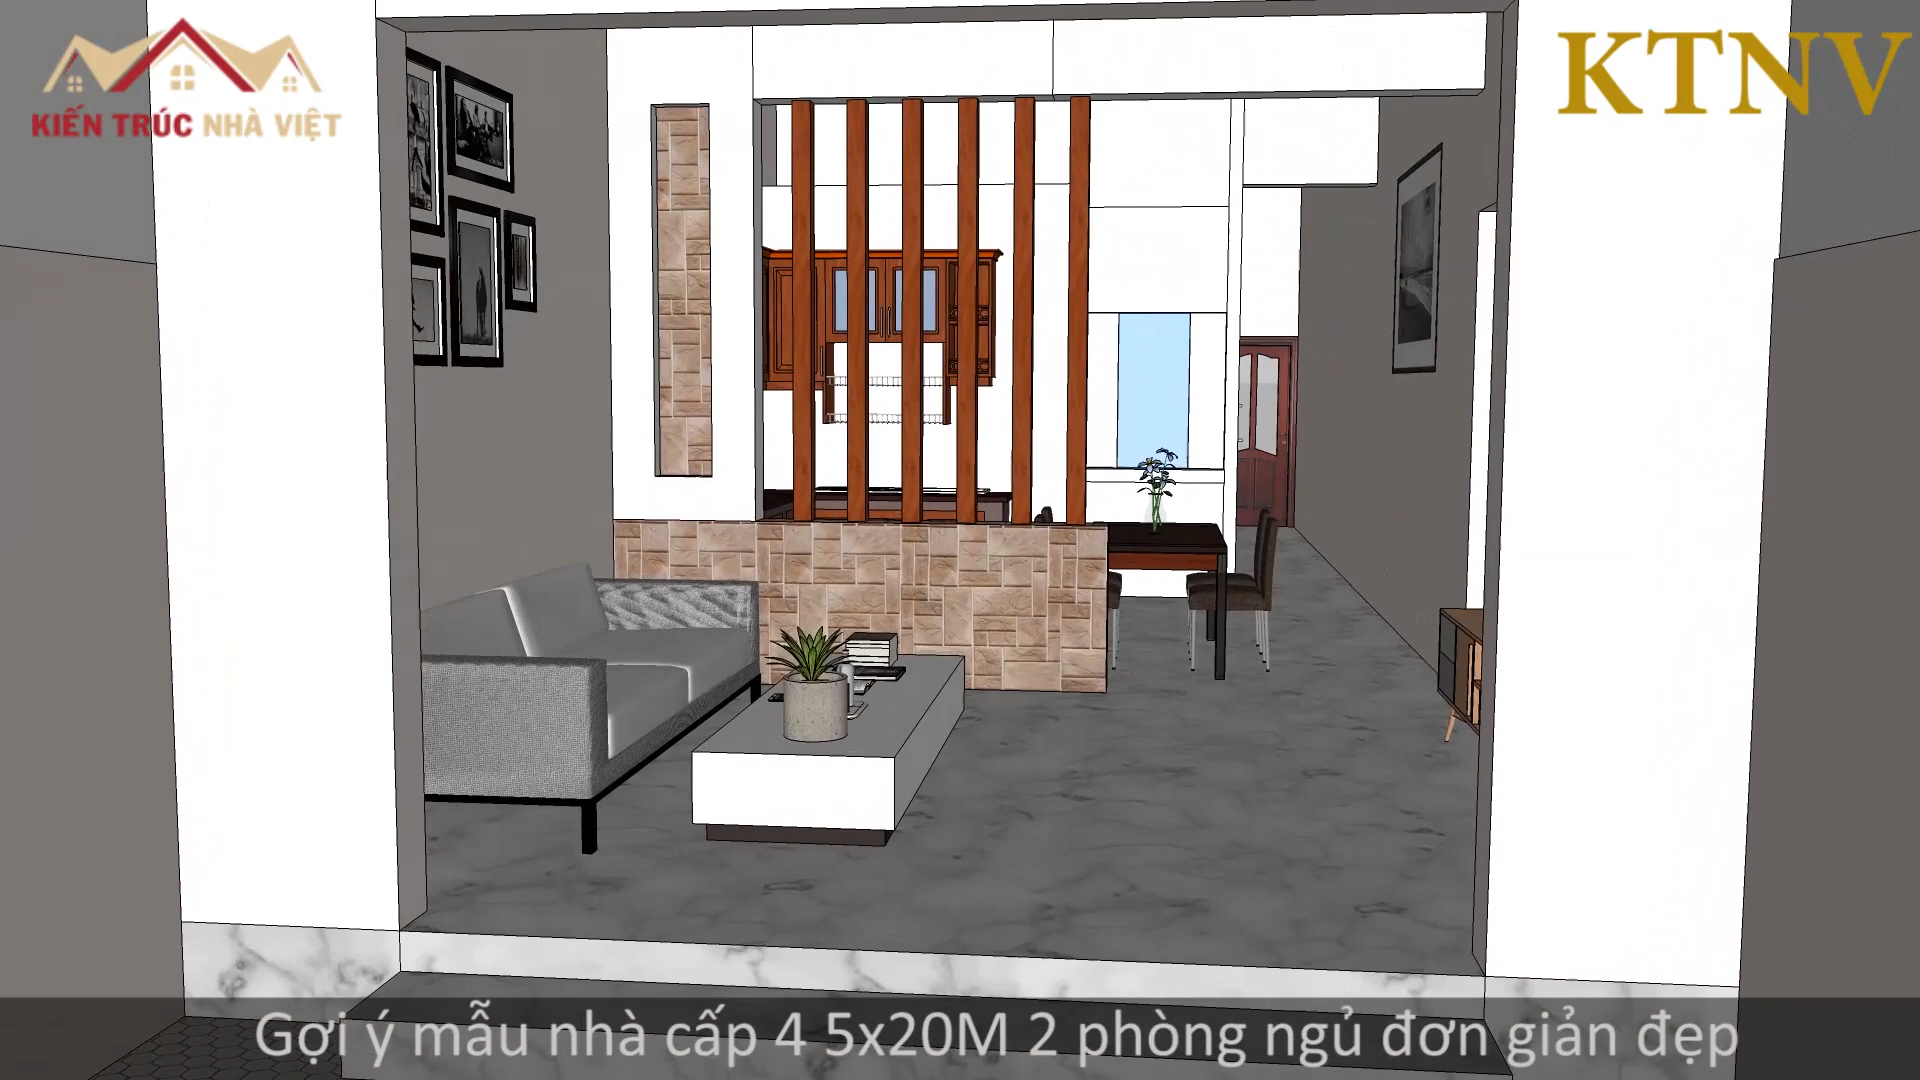 KIẾN TRÚC NHÀ VIỆT
KTNV
Gợi ý mẫu nhà cấp 4 5x20M 2 phòng ngủ đơn giản đẹp